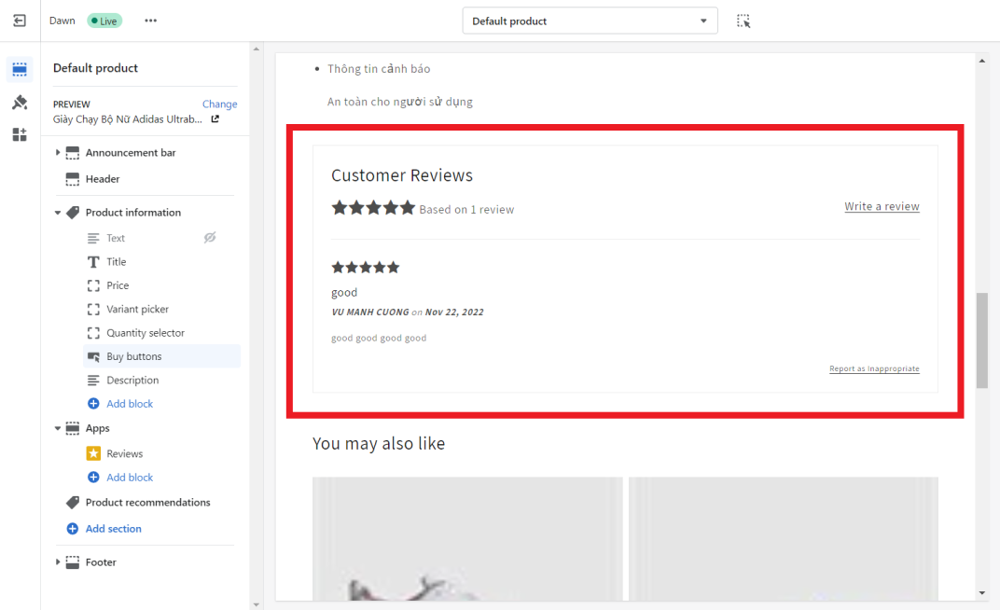 Dawn
Live
Default product
Default product
PREVIEW
Change
Giày Chạy Bộ Nữ Adidas Ultrab...
Announcement bar
Header
Product information
Text
Title
Price
Variant picker
Quantity selector
Buy buttons
Description
Add block
Apps
Reviews
Add block
Product recommendations
Add section
Footer
Thông tin cảnh báo
An toàn cho người sử dụng
Customer Reviews
Based on 1 review
Write a review
good
VU MANH CUONG on Nov 22, 2022
good good good good
Report as Inappropriate
You may also like